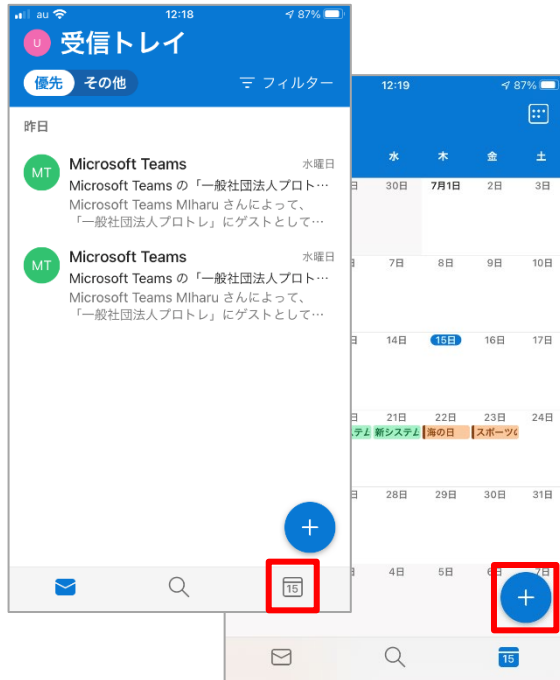 au 12:18 87%
U 受信トレイ
優先 その他 フィルター
昨日
MT Microsoft Teams 水曜日
Microsoft Teams の「一般社団法人プロト…
Microsoft Teams MIharu さんによって、
「一般社団法人プロトレ」にゲストとして…
MT Microsoft Teams 水曜日
Microsoft Teams の「一般社団法人プロト…
Microsoft Teams MIharu さんによって、
「一般社団法人プロトレ」にゲストとして…
+
15
12:19 87%
水 木 金 土
日 30日 7月1日 2日 3日
7日 8日 9日 10日
日 14日 15日 16日 17日
日 21日 22日 23日 24日
ステム 新システム 海の日 スポーツの
日 28日 29日 30日 31日
4日 5日 7日
+
15